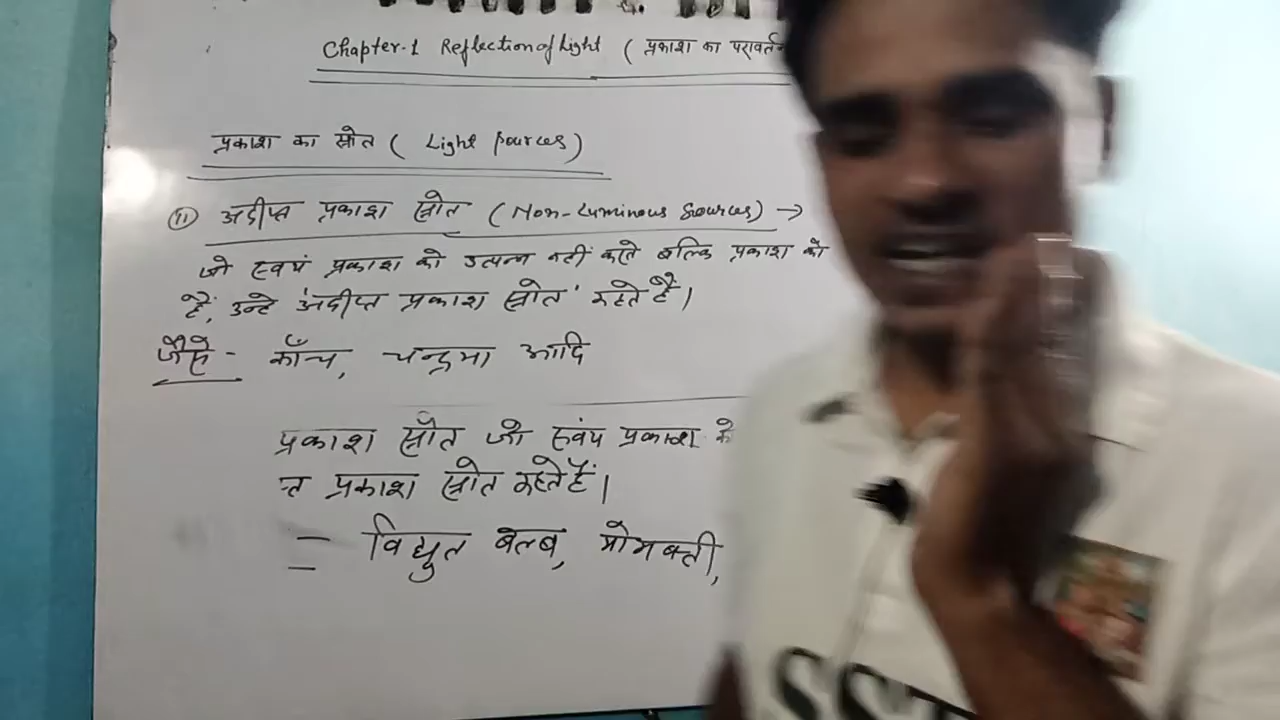 Chapter-1 Reflection of Light ( प्रकाश का परावर्तन
प्रकाश का स्रोत ( Light Sources )
(ii) अदीप्त प्रकाश स्रोत ( Non-Luminous Sources ) →
जो स्वयं प्रकाश को उत्पन्न नहीं करते बल्कि प्रकाश को
हैं, उन्हे 'अदीप्त प्रकाश स्रोत' कहते हैं।
जैसे - काँच, चन्द्रमा आदि
प्रकाश स्रोत जो स्वंय प्रकाश को
न्त प्रकाश स्रोत कहते हैं।
– विद्युत बल्ब, मोमबत्ती,